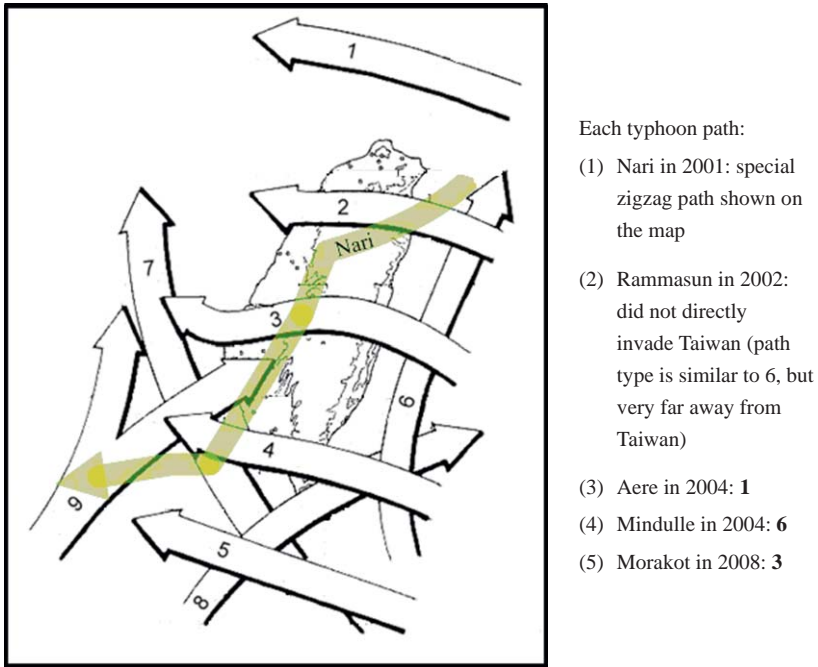 1
2
Nari
7
3
6
4
9
5
8
Each typhoon path:
(1) Nari in 2001: special
zigzag path shown on
the map
(2) Rammasun in 2002:
did not directly
invade Taiwan (path
type is similar to 6, but
very far away from
Taiwan)
(3) Aere in 2004: 1
(4) Mindulle in 2004: 6
(5) Morakot in 2008: 3